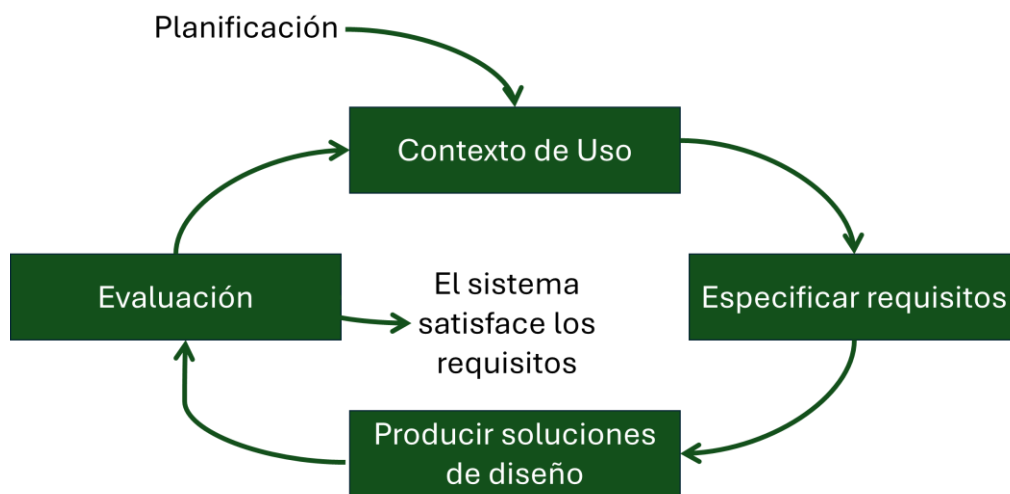 Planificación
Contexto de Uso
Evaluación
El sistema
satisface los
requisitos
Especificar requisitos
Producir soluciones
de diseño